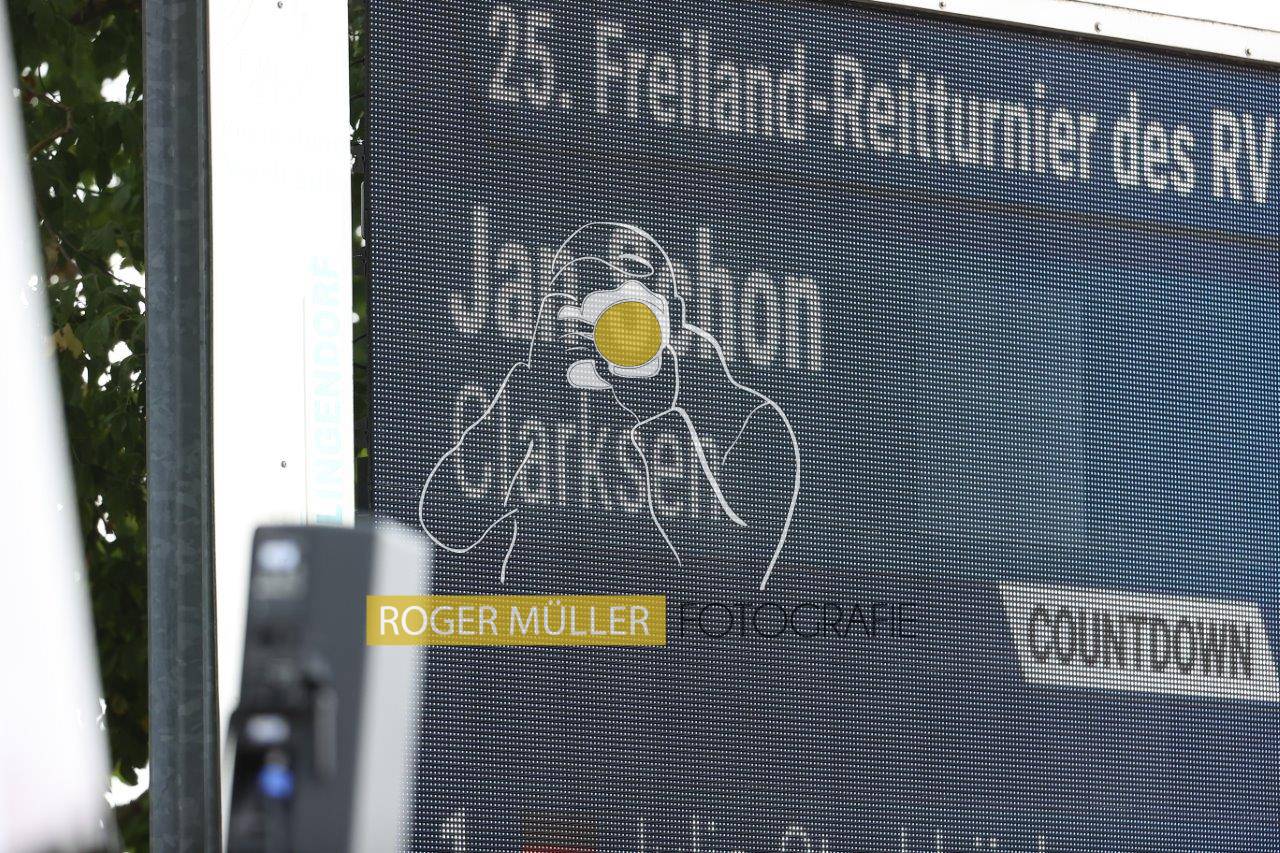 25. Freiland-Reitturnier des RV
Clarksen
ROGER MÜLLER FOTOGRAFIE
COUNTDOWN
LINGENDORF